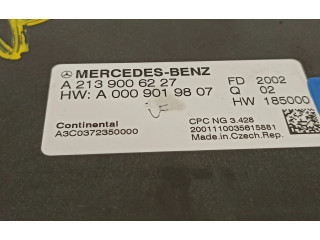 MERCEDES-BENZ
A 213 900 62 27 FD 2002
HW: A 000 901 98 07 Q 02
HW 185000
Continental CPC NG 3.428
A3C0372350000 2001110035615881
Made in Czech Rep.